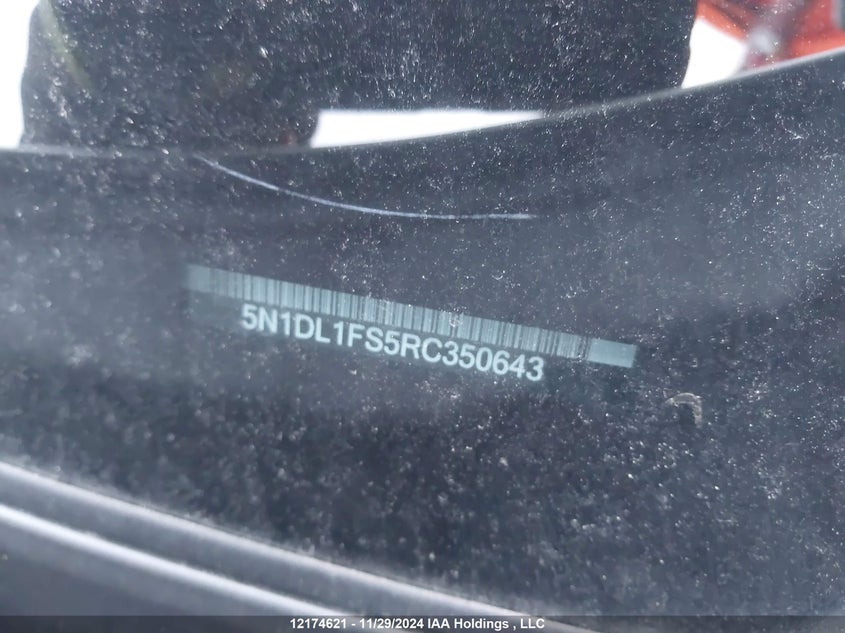 5N1DL1FS5RC350643
12174621 - 11/29/2024 IAA Holdings , LLC